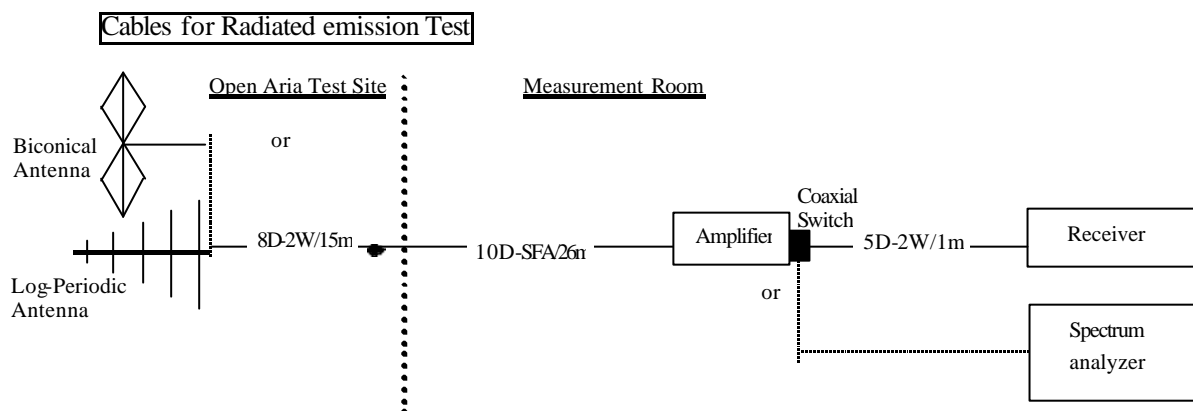 Cables for Radiated emission Test
Open Aria Test Site
Measurement Room
Biconical
Antenna
or
8D-2W/15m
10D-SFA/26m
Amplifier
Coaxial
Switch
5D-2W/1m
Receiver
Log-Periodic
Antenna
or
Spectrum
analyzer